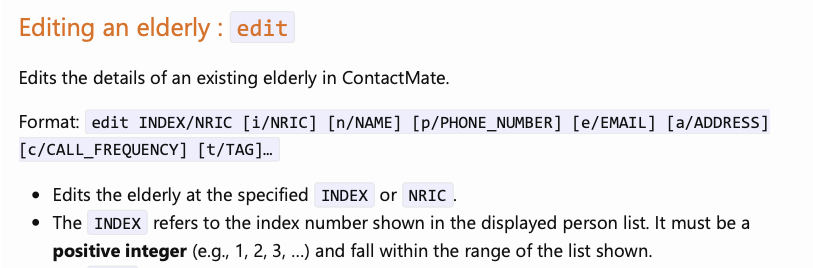 Editing an elderly : edit
Edits the details of an existing elderly in ContactMate.
Format: edit INDEX/NRIC [i/NRIC] [n/NAME] [p/PHONE_NUMBER] [e/EMAIL] [a/ADDRESS]
[c/CALL_FREQUENCY] [t/TAG]…
• Edits the elderly at the specified INDEX or NRIC.
• The INDEX refers to the index number shown in the displayed person list. It must be a
positive integer (e.g., 1, 2, 3, …) and fall within the range of the list shown.